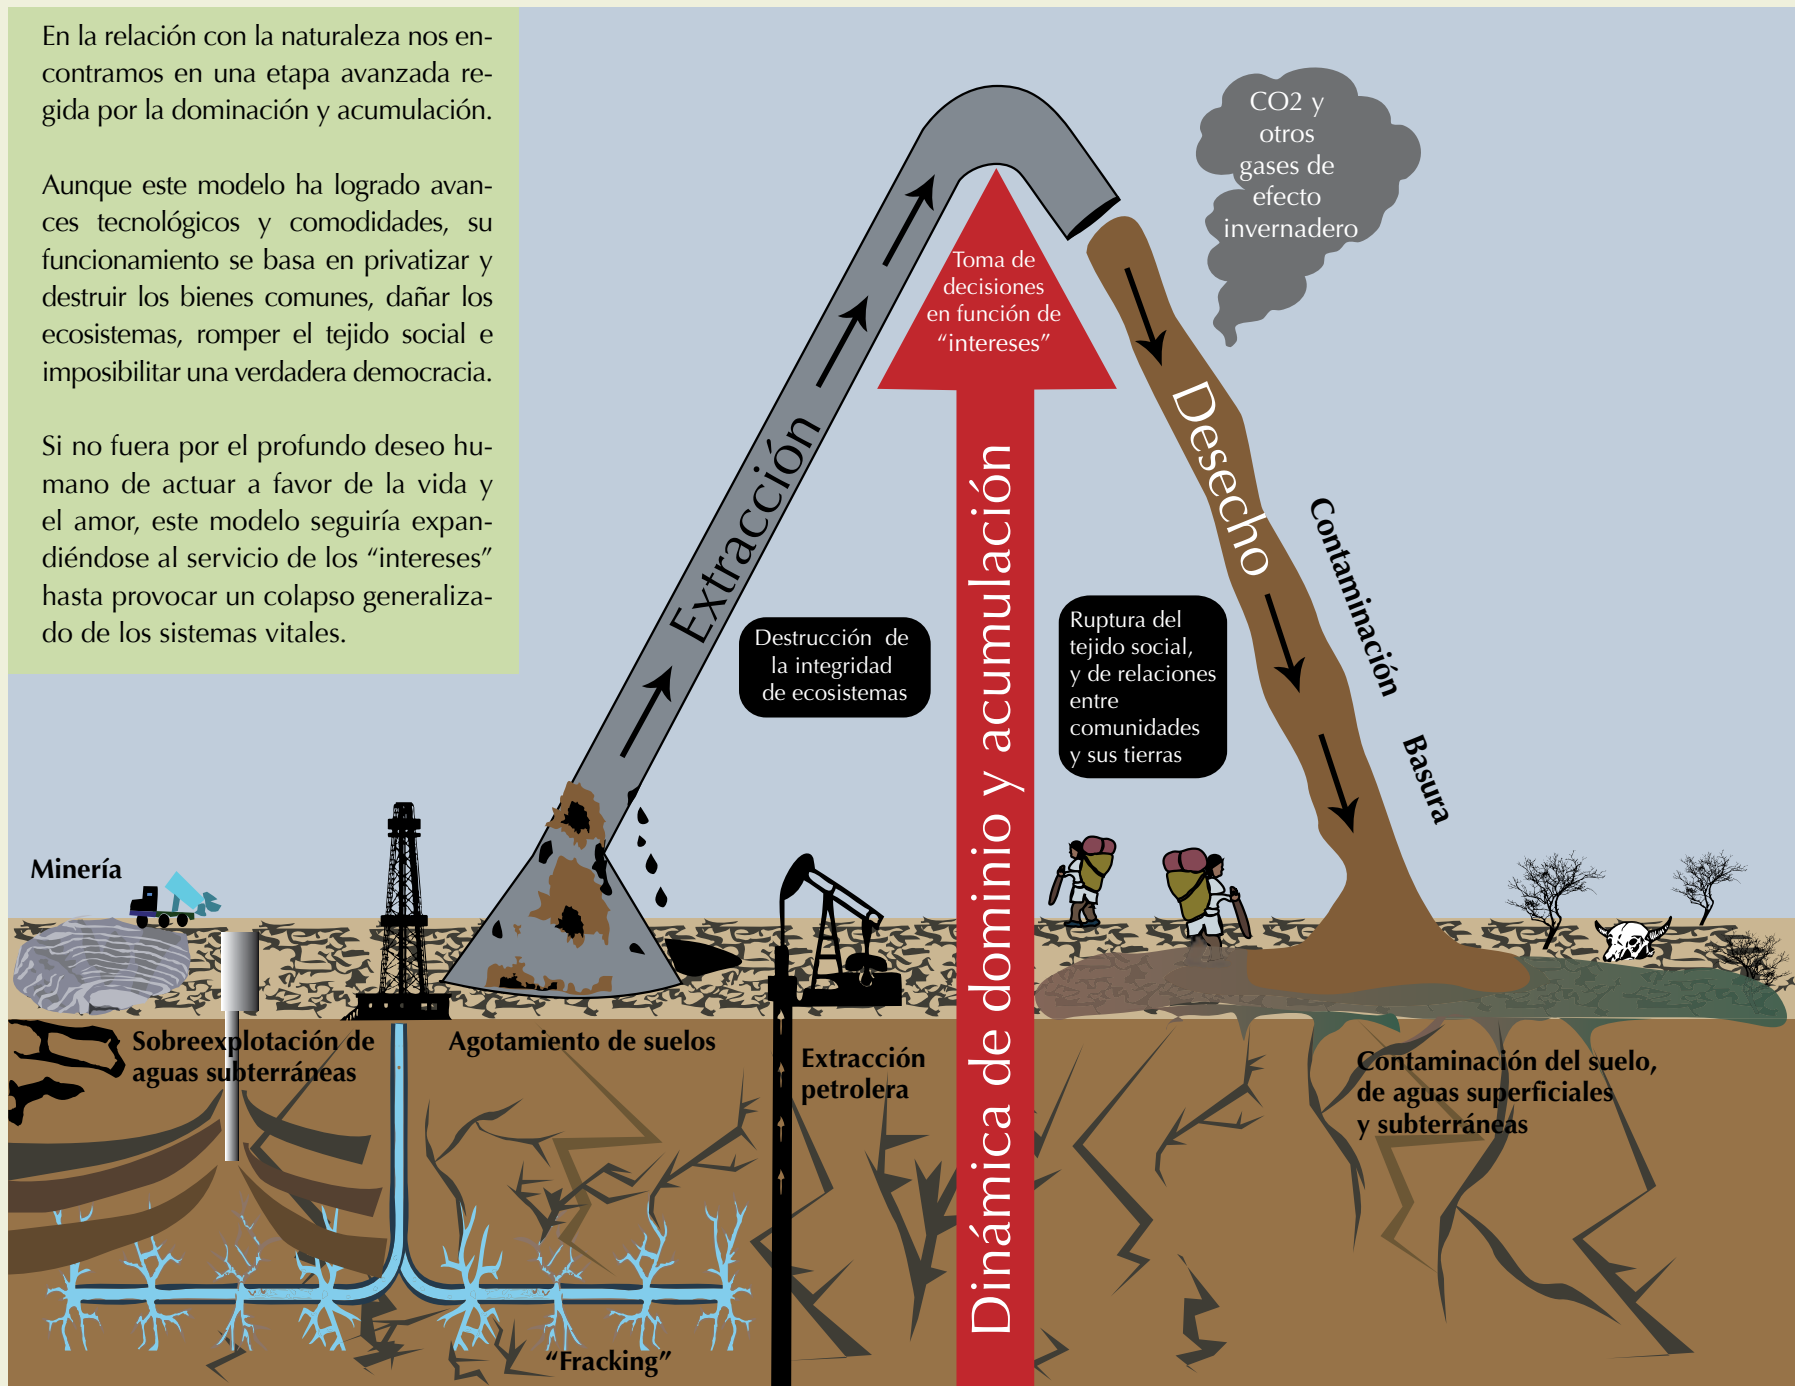 En la relación con la naturaleza nos en-
contramos en una etapa avanzada re-
gida por la dominación y acumulación.
Aunque este modelo ha logrado avan-
ces tecnológicos y comodidades, su
funcionamiento se basa en privatizar y
destruir los bienes comunes, dañar los
ecosistemas, romper el tejido social e
imposibilitar una verdadera democracia.
Si no fuera por el profundo deseo hu-
mano de actuar a favor de la vida y
el amor, este modelo seguiría expan-
diéndose al servicio de los “intereses”
hasta provocar un colapso generaliza-
do de los sistemas vitales.
CO2 y
otros
gases de
efecto
invernadero
Toma de
decisiones
en función de
“intereses”
Extracción
Dinámica de dominio y acumulación
Desecho
Contaminación
Basura
Destrucción de
la integridad
de ecosistemas
Ruptura del
tejido social,
y de relaciones
entre
comunidades
y sus tierras
Minería
Sobreexplotación de
aguas subterráneas
Agotamiento de suelos
Extracción
petrolera
Contaminación del suelo,
de aguas superficiales
y subterráneas
“Fracking”